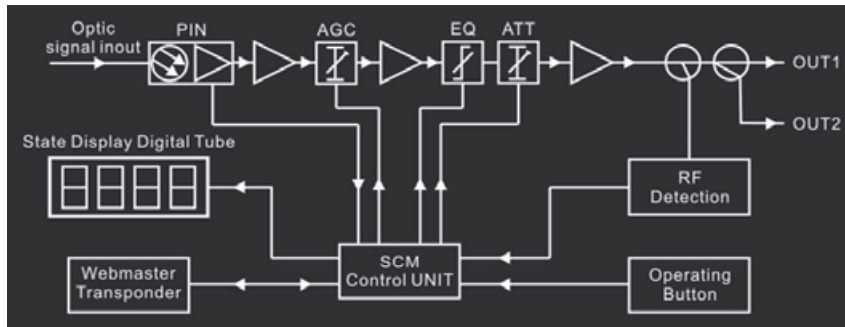 Optic
signal inout
PIN
AGC
EQ
ATT
OUT1
OUT2
State Display Digital Tube
RF
Detection
SCM
Control UNIT
Webmaster
Transponder
Operating
Button